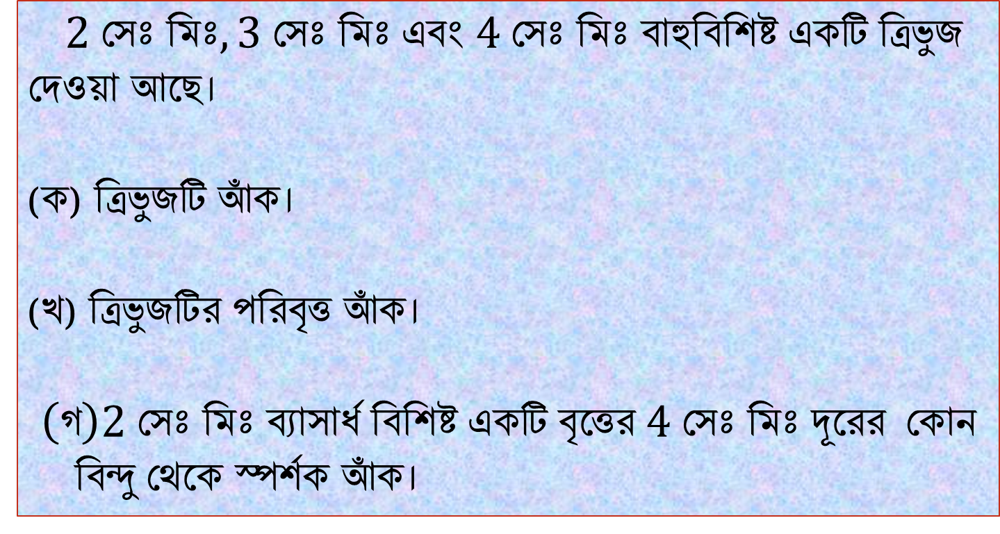 2 সেঃ মিঃ, 3 সেঃ মিঃ এবং 4 সেঃ মিঃ বাহুবিশিষ্ট একটি ত্রিভুজ
দেওয়া আছে।
(ক) ত্রিভুজটি আঁক।
(খ) ত্রিভুজটির পরিবৃত্ত আঁক।
(গ)2 সেঃ মিঃ ব্যাসার্ধ বিশিষ্ট একটি বৃত্তের 4 সেঃ মিঃ দূরের কোন
বিন্দু থেকে স্পর্শক আঁক।